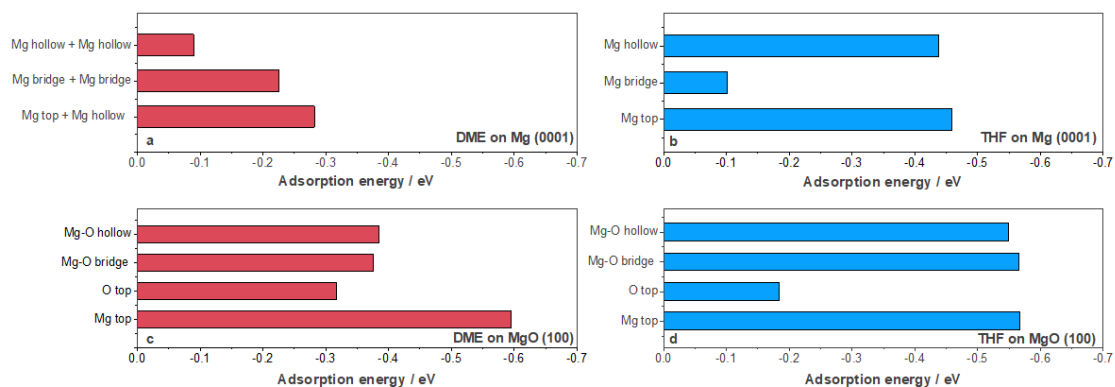 Mg hollow + Mg hollow
Mg bridge + Mg bridge
Mg top + Mg hollow
a
DME on Mg (0001)
0.0 -0.1 -0.2 -0.3 -0.4 -0.5 -0.6 -0.7
Adsorption energy / eV
Mg hollow
Mg bridge
Mg top
b
THF on Mg (0001)
0.0 -0.1 -0.2 -0.3 -0.4 -0.5 -0.6 -0.7
Adsorption energy / eV
Mg-O hollow
Mg-O bridge
O top
Mg top
c
DME on MgO (100)
0.0 -0.1 -0.2 -0.3 -0.4 -0.5 -0.6 -0.7
Adsorption energy / eV
Mg-O hollow
Mg-O bridge
O top
Mg top
d
THF on MgO (100)
0.0 -0.1 -0.2 -0.3 -0.4 -0.5 -0.6 -0.7
Adsorption energy / eV